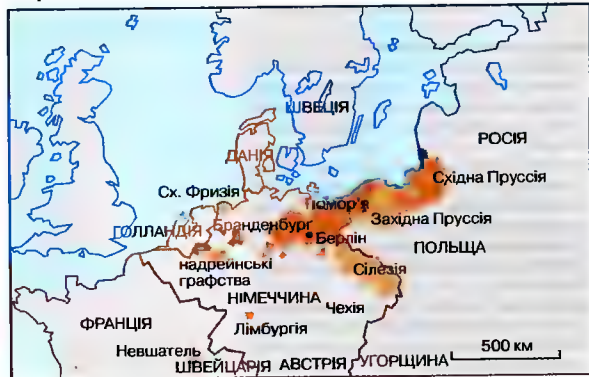 ШВЕЦІЯ
РОСІЯ
ДАНІЯ
Сх. Фризія
Східна Пруссія
Помор'я
ГОЛЛАНДІЯ
Бранденбург
Західна Пруссія
Берлін
ПОЛЬЩА
надрейнські
графства
Сілезія
НІМЕЧЧИНА
Чехія
ФРАНЦІЯ
Лімбургія
500 км
Невшатель
ШВЕЙЦАРІЯ
АВСТРІЯ
УГОРЩИНА